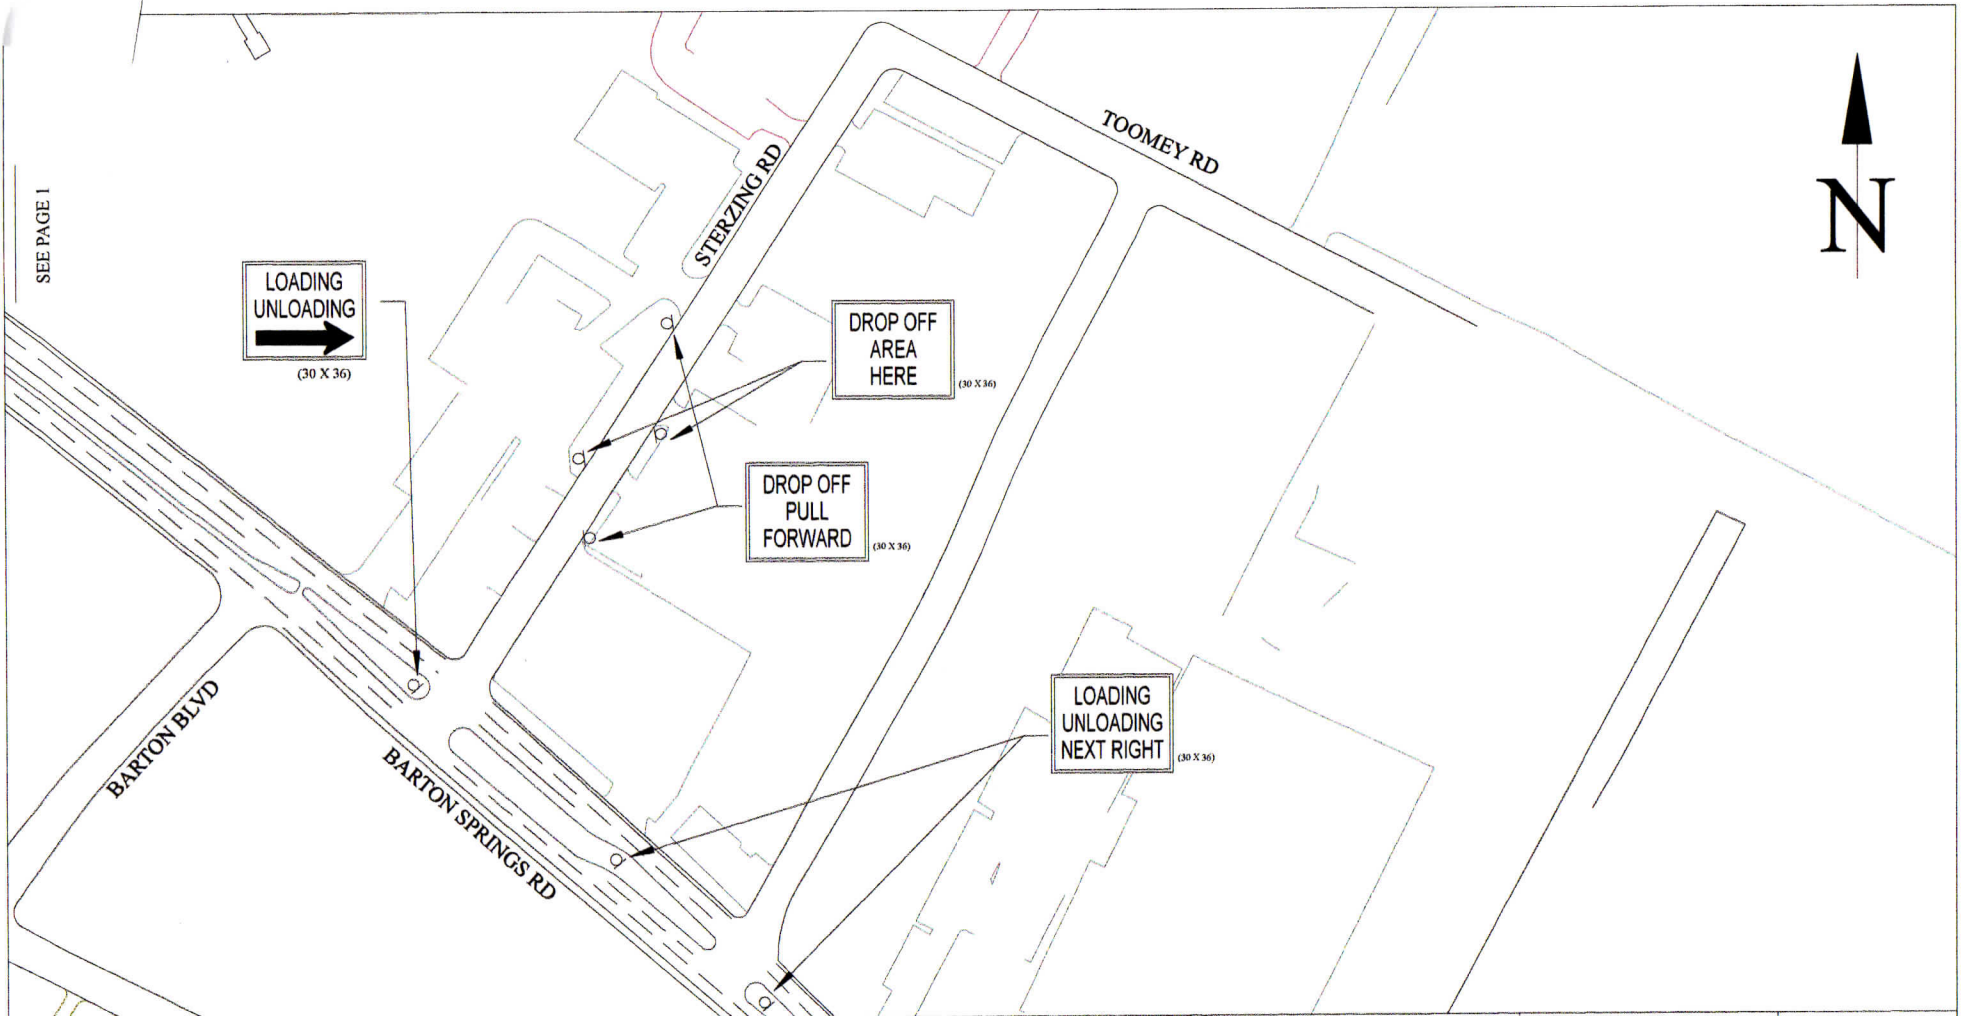 TOOMEY RD
STERZING RD
N
SEE PAGE 1
LOADING
UNLOADING
(30 X 36)
DROP OFF
AREA
HERE
(30 X 36)
DROP OFF
PULL
FORWARD
(30 X 36)
LOADING
UNLOADING
NEXT RIGHT
(30 X 36)
BARTON BLVD
BARTON SPRINGS RD